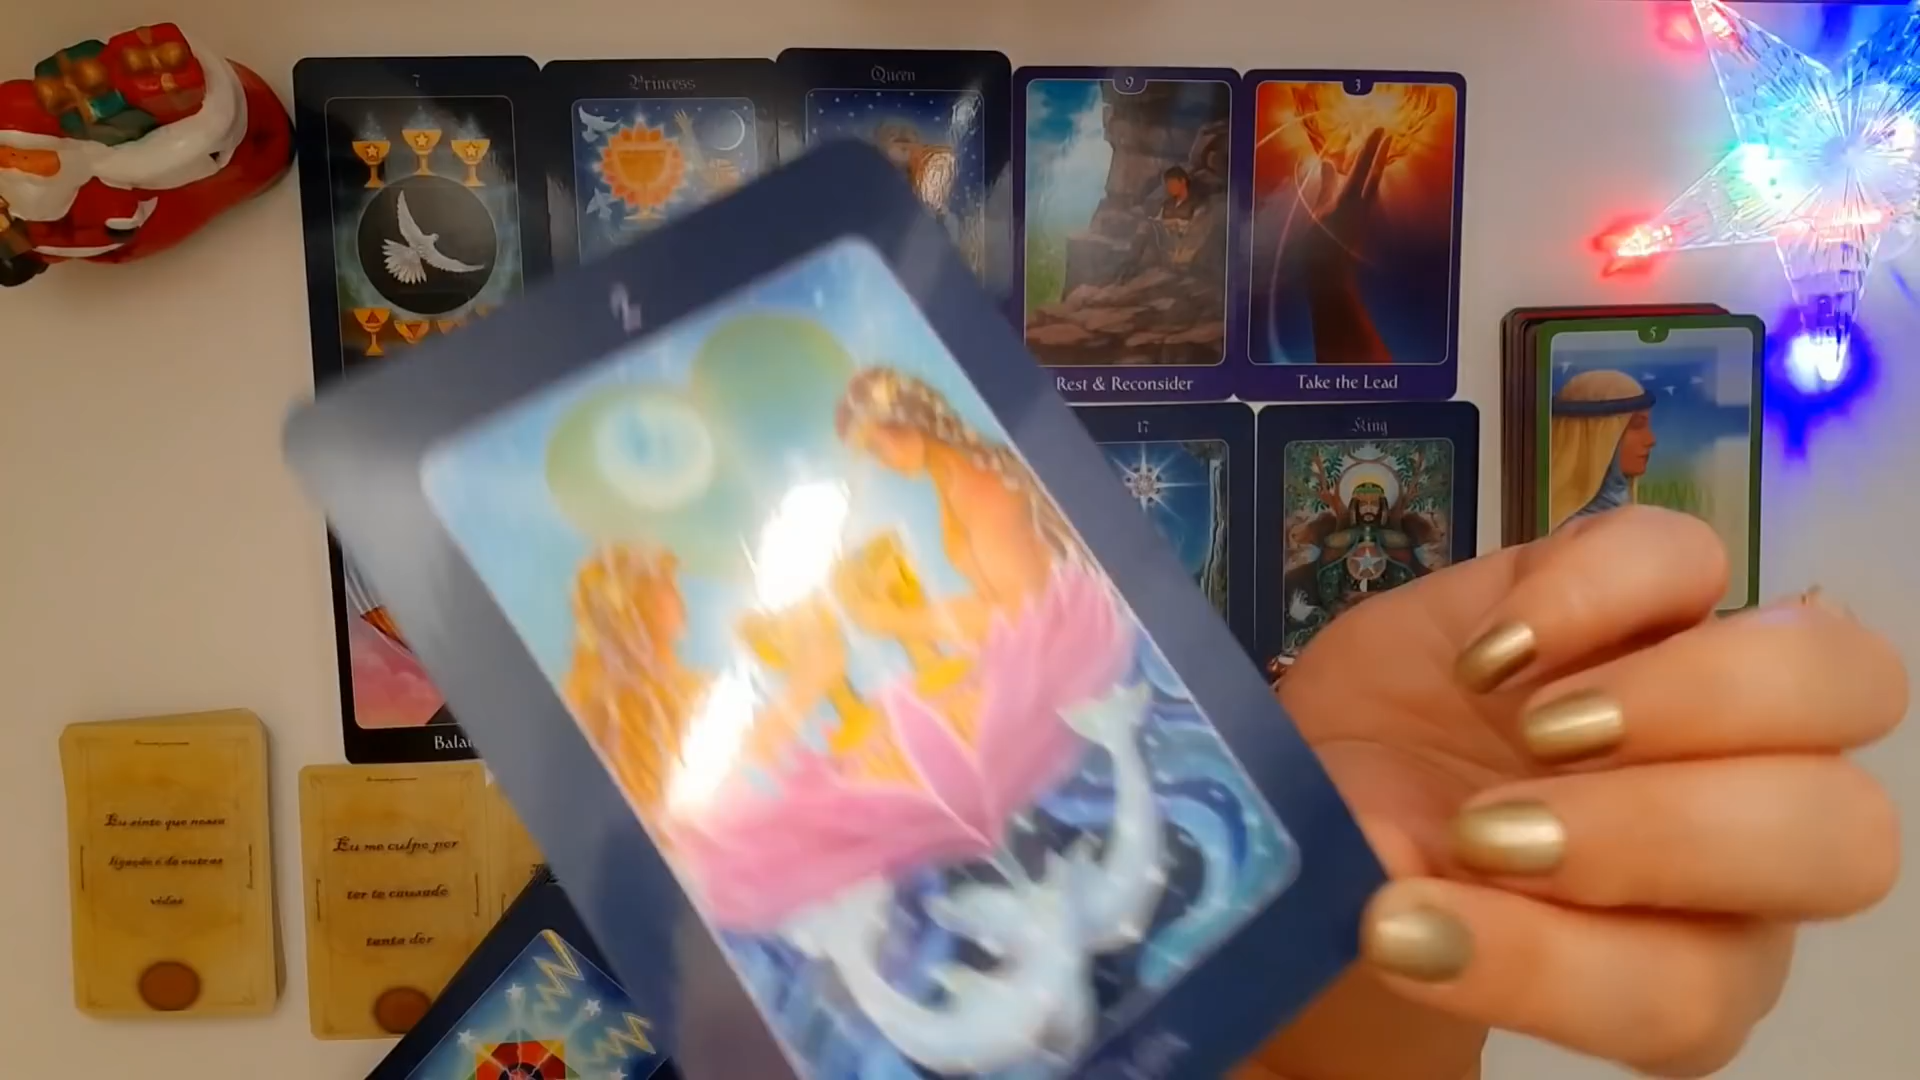 7
Princess
Queen
9
3
Rest & Reconsider
Take the Lead
5
17
King
Eu sinto que nossa
ligação é de outras
vidas
Eu me culpo por
ter te causado
tanta dor